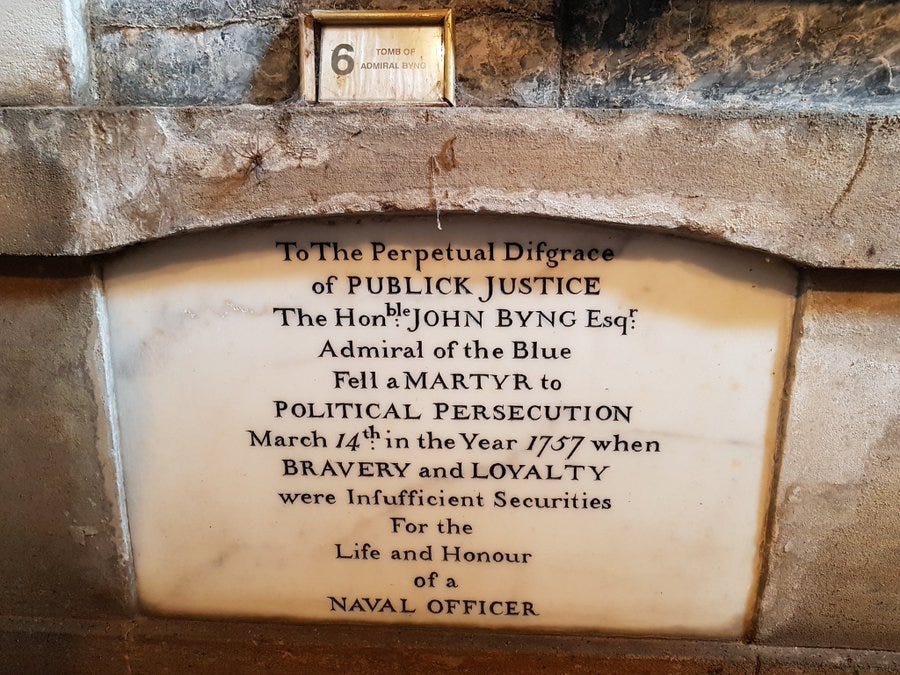 6
TOMB OF
ADMIRAL BYNG
To The Perpetual Difgrace
of PUBLICK JUSTICE
The Honble: JOHN BYNG Esqr:
Admiral of the Blue
Fell a MARTYR to
POLITICAL PERSECUTION
March 14th: in the Year 1757 when
BRAVERY and LOYALTY
were Infufficient Securities
For the
Life and Honour
of a
NAVAL OFFICER